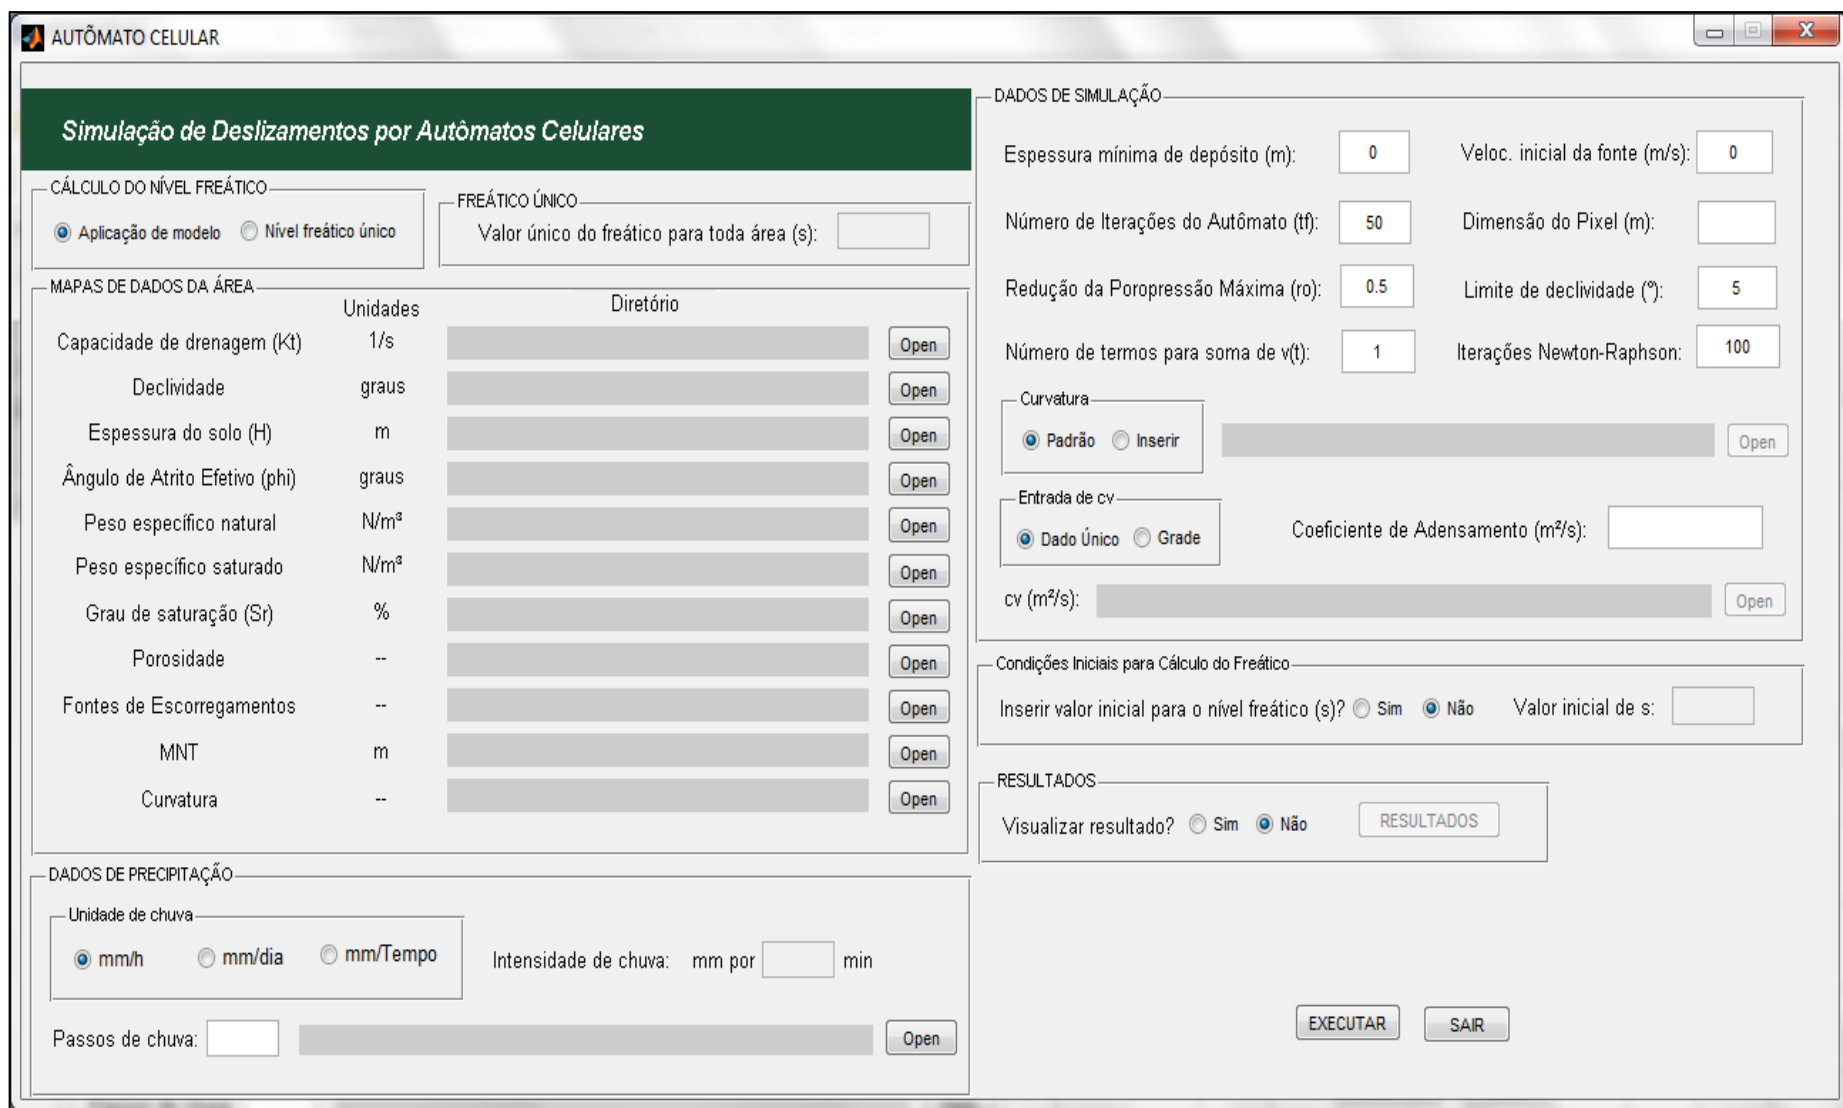 AUTÔMATO CELULAR
Simulação de Deslizamentos por Autômatos Celulares
CÁLCULO DO NÍVEL FREÁTICO
Aplicação de modelo Nível freático único
FREÁTICO ÚNICO
Valor único do freático para toda área (s):
MAPAS DE DADOS DA ÁREA
Unidades Diretório
Capacidade de drenagem (Kt) 1/s Open
Declividade graus Open
Espessura do solo (H) m Open
Ângulo de Atrito Efetivo (phi) graus Open
Peso específico natural N/m³ Open
Peso específico saturado N/m³ Open
Grau de saturação (Sr) % Open
Porosidade -- Open
Fontes de Escorregamentos -- Open
MNT m Open
Curvatura -- Open
DADOS DE PRECIPITAÇÃO
Unidade de chuva
mm/h mm/dia mm/Tempo
Intensidade de chuva: mm por min
Passos de chuva: Open
DADOS DE SIMULAÇÃO
Espessura mínima de depósito (m): 0 Veloc. inicial da fonte (m/s): 0
Número de Iterações do Autômato (tf): 50 Dimensão do Pixel (m):
Redução da Poropressão Máxima (ro): 0.5 Limite de declividade (º): 5
Número de termos para soma de v(t): 1 Iterações Newton-Raphson: 100
Curvatura
Padrão Inserir Open
Entrada de cv
Dado Único Grade Coeficiente de Adensamento (m²/s):
cv (m²/s): Open
Condições Iniciais para Cálculo do Freático
Inserir valor inicial para o nível freático (s)? Sim Não Valor inicial de s:
RESULTADOS
Visualizar resultado? Sim Não RESULTADOS
EXECUTAR SAIR